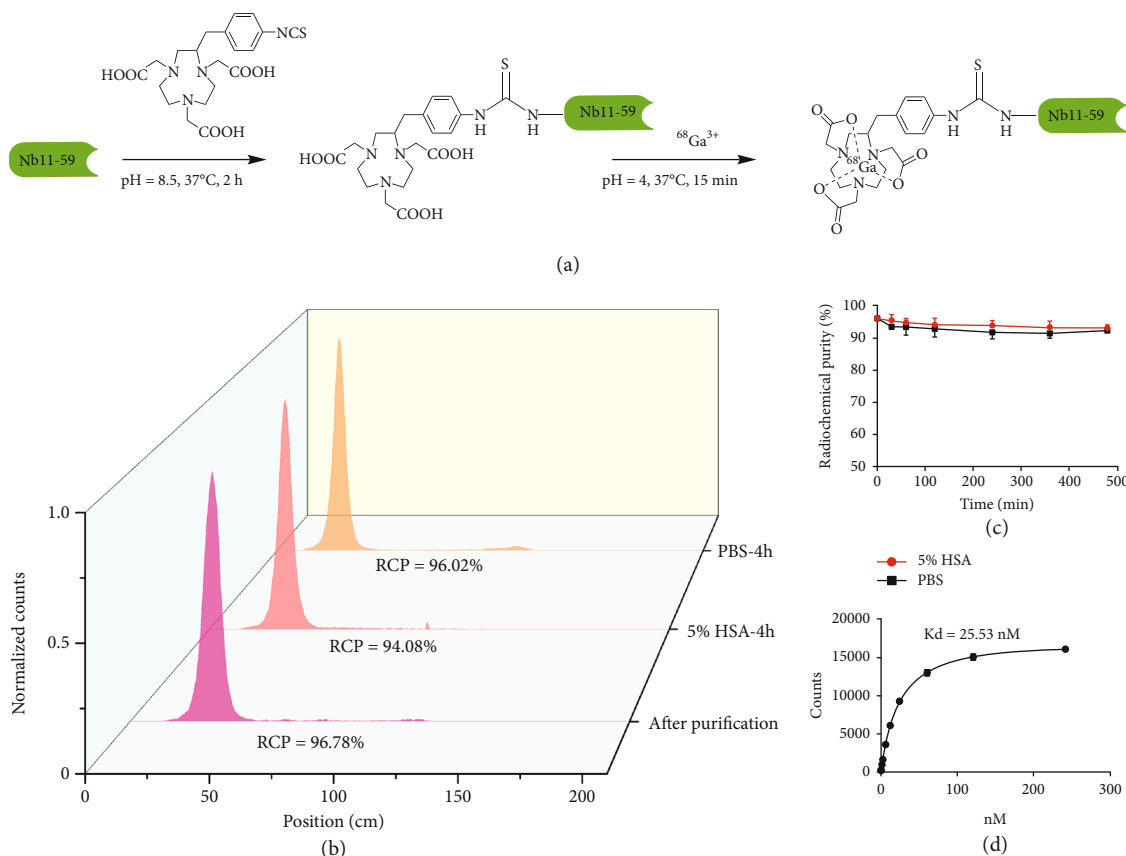 NCS
HOOC
N
N
COOH
N
COOH
Nb11-59
pH = 8.5, 37°C, 2 h
S
N
H
N
H
Nb11-59
HOOC
N
N
COOH
N
COOH
⁶⁸Ga³⁺
pH = 4, 37°C, 15 min
S
N
H
N
H
Nb11-59
O
O
N
N
O
⁶⁸Ga
O
O
N
O
(a)
1.0
0.5
0
Normalized counts
0
50
100
150
200
Position (cm)
PBS-4h
RCP = 96.02%
5% HSA-4h
RCP = 94.08%
After purification
RCP = 96.78%
(b)
100
90
80
70
60
50
Radiochemical purity (%)
0
100
200
300
400
500
Time (min)
(c)
5% HSA
PBS
20000
15000
10000
5000
0
Counts
Kd = 25.53 nM
0
100
200
300
nM
(d)